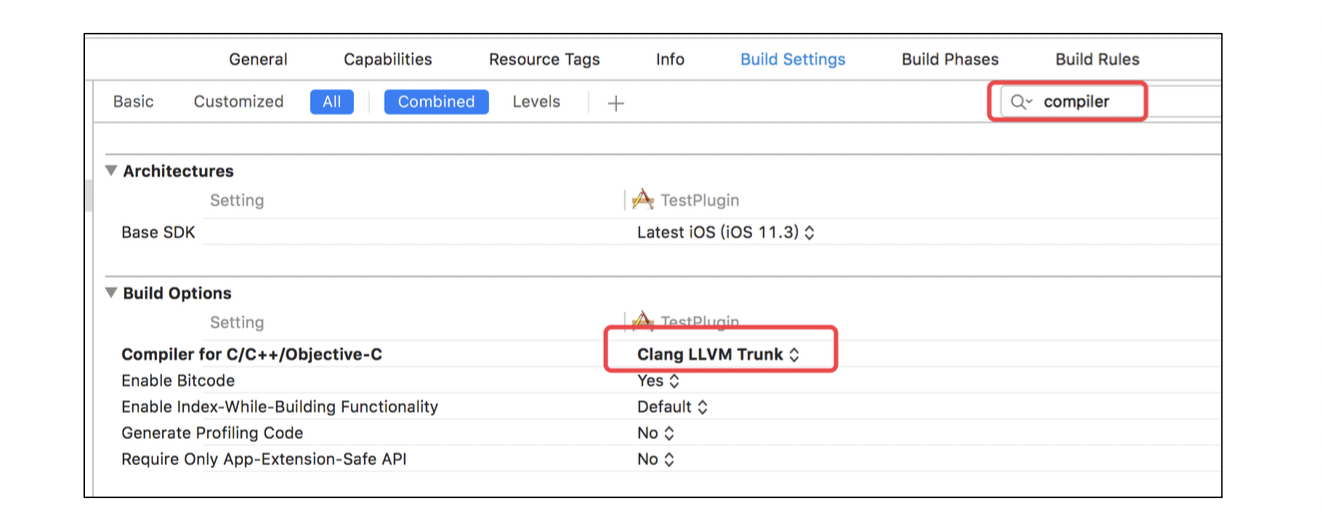 General Capabilities Resource Tags Info Build Settings Build Phases Build Rules
Basic Customized All Combined Levels + compiler
Architectures
Setting TestPlugin
Base SDK Latest iOS (iOS 11.3)
Build Options
Setting TestPlugin
Compiler for C/C++/Objective-C Clang LLVM Trunk
Enable Bitcode Yes
Enable Index-While-Building Functionality Default
Generate Profiling Code No
Require Only App-Extension-Safe API No